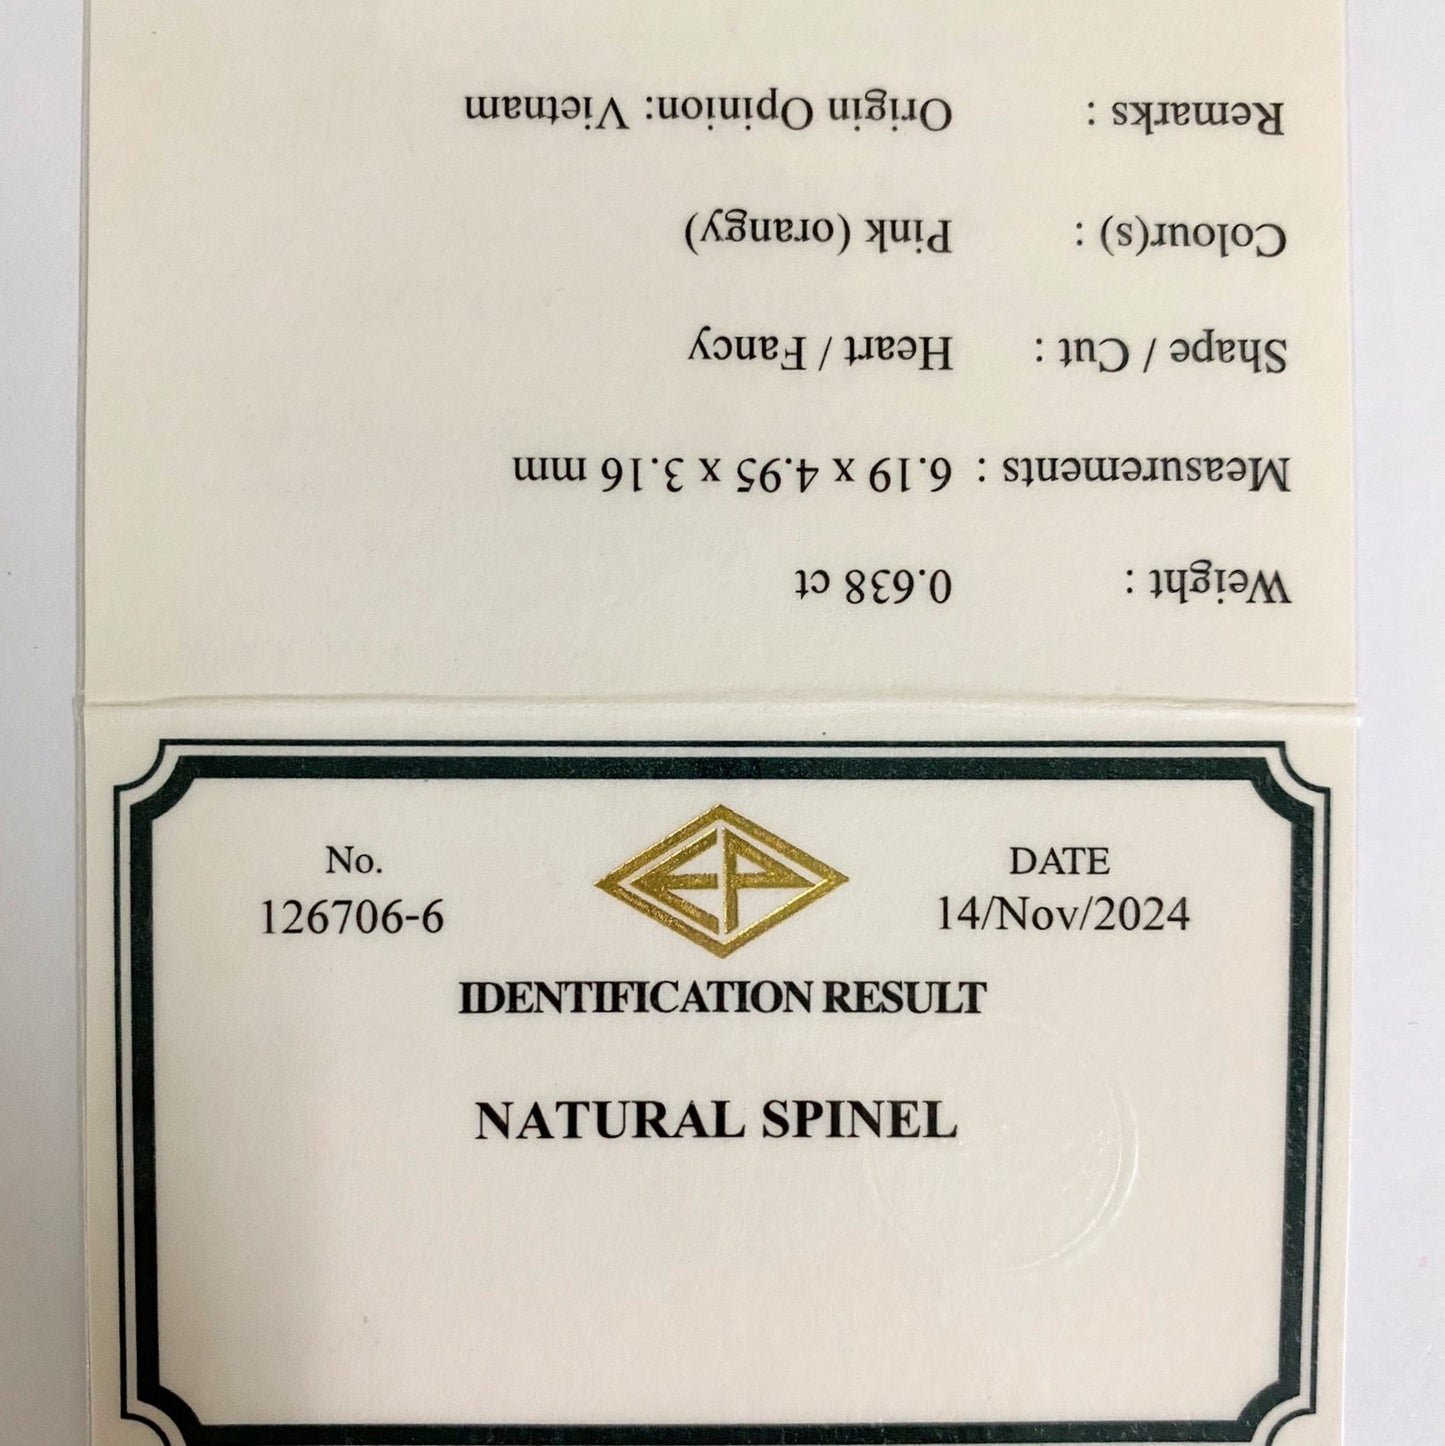 Weight : 0.638 ct
Measurements : 6.19 x 4.95 x 3.16 mm
Shape / Cut : Heart / Fancy
Colour(s) : Pink (orangy)
Remarks : Origin Opinion: Vietnam
No. DATE
126706-6 EP 14/Nov/2024
IDENTIFICATION RESULT
NATURAL SPINEL